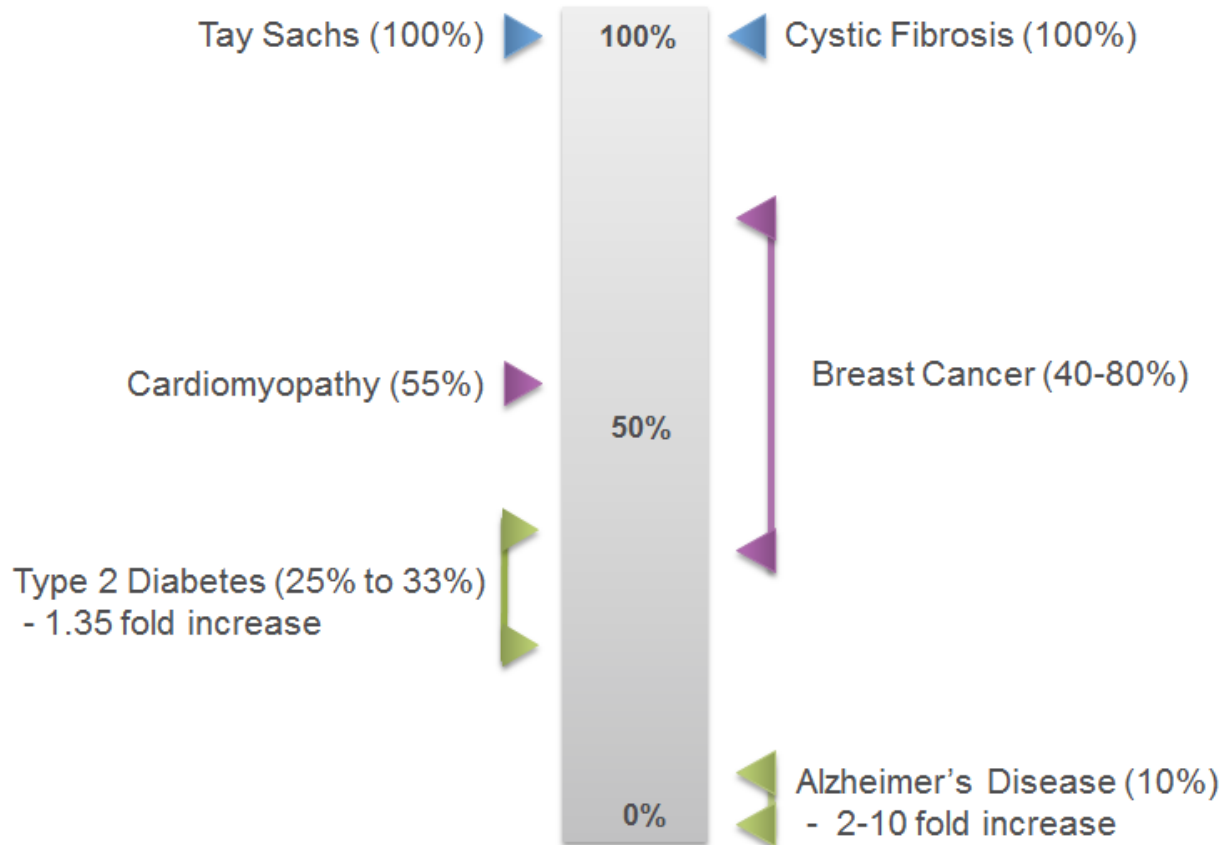 Tay Sachs (100%)
100%
Cystic Fibrosis (100%)
Cardiomyopathy (55%)
Breast Cancer (40-80%)
50%
Type 2 Diabetes (25% to 33%)
- 1.35 fold increase
Alzheimer’s Disease (10%)
- 2-10 fold increase
0%